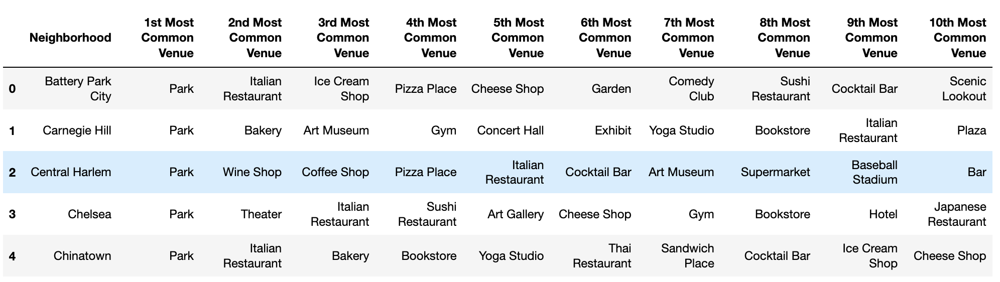 Neighborhood 1st Most Common Venue 2nd Most Common Venue 3rd Most Common Venue 4th Most Common Venue 5th Most Common Venue 6th Most Common Venue 7th Most Common Venue 8th Most Common Venue 9th Most Common Venue 10th Most Common Venue
0 Battery Park City Park Italian Restaurant Ice Cream Shop Pizza Place Cheese Shop Garden Comedy Club Sushi Restaurant Cocktail Bar Scenic Lookout
1 Carnegie Hill Park Bakery Art Museum Gym Concert Hall Exhibit Yoga Studio Bookstore Italian Restaurant Plaza
2 Central Harlem Park Wine Shop Coffee Shop Pizza Place Italian Restaurant Cocktail Bar Art Museum Supermarket Baseball Stadium Bar
3 Chelsea Park Theater Italian Restaurant Sushi Restaurant Art Gallery Cheese Shop Gym Bookstore Hotel Japanese Restaurant
4 Chinatown Park Italian Restaurant Bakery Bookstore Yoga Studio Thai Restaurant Sandwich Place Cocktail Bar Ice Cream Shop Cheese Shop